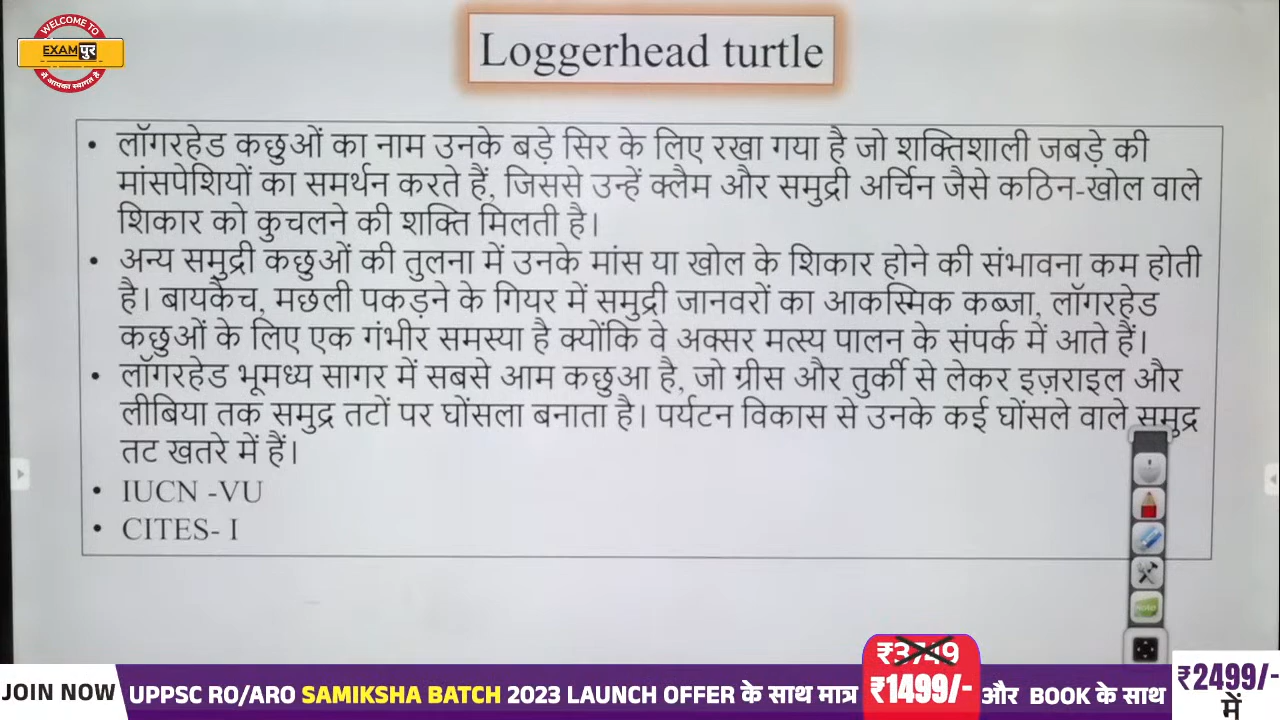 WELCOME TO
EXAMपुर
में आपका स्वागत है
Loggerhead turtle
• लॉगरहेड कछुओं का नाम उनके बड़े सिर के लिए रखा गया है जो शक्तिशाली जबड़े की
मांसपेशियों का समर्थन करते हैं, जिससे उन्हें क्लैम और समुद्री अर्चिन जैसे कठिन-खोल वाले
शिकार को कुचलने की शक्ति मिलती है।
• अन्य समुद्री कछुओं की तुलना में उनके मांस या खोल के शिकार होने की संभावना कम होती
है। बायकैच, मछली पकड़ने के गियर में समुद्री जानवरों का आकस्मिक कब्जा, लॉगरहेड
कछुओं के लिए एक गंभीर समस्या है क्योंकि वे अक्सर मत्स्य पालन के संपर्क में आते हैं।
• लॉगरहेड भूमध्य सागर में सबसे आम कछुआ है, जो ग्रीस और तुर्की से लेकर इज़राइल और
लीबिया तक समुद्र तटों पर घोंसला बनाता है। पर्यटन विकास से उनके कई घोंसले वाले समुद्र
तट खतरे में हैं।
• IUCN -VU
• CITES- I
JOIN NOW UPPSC RO/ARO SAMIKSHA BATCH 2023 LAUNCH OFFER के साथ मात्र ₹3749 ₹1499/- और BOOK के साथ ₹2499/- में